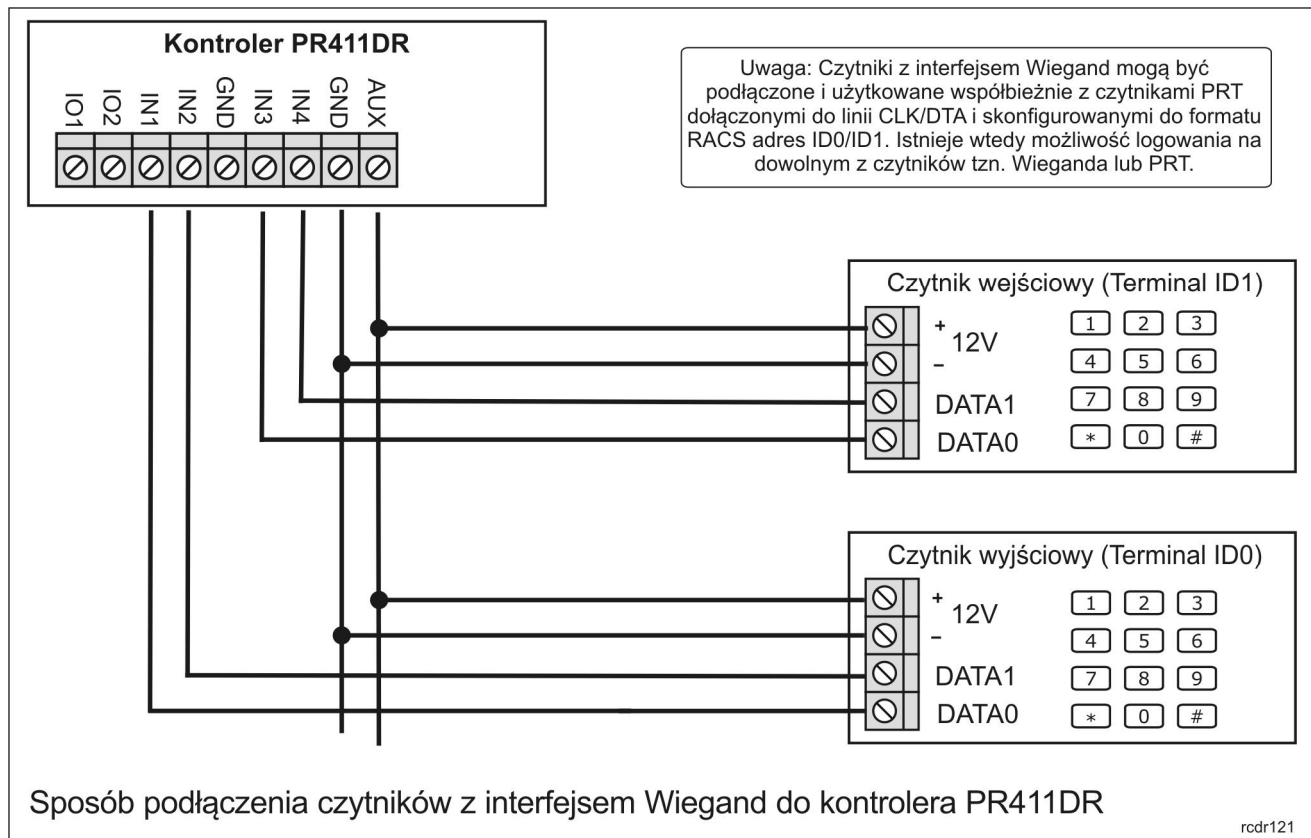 Kontroler PR411DR
IO1
IO2
IN1
IN2
GND
IN3
IN4
GND
AUX
Uwaga: Czytniki z interfejsem Wiegand mogą być
podłączone i użytkowane współbieżnie z czytnikami PRT
dołączonymi do linii CLK/DTA i skonfigurowanymi do formatu
RACS adres ID0/ID1. Istnieje wtedy możliwość logowania na
dowolnym z czytników tzn. Wieganda lub PRT.
Czytnik wejściowy (Terminal ID1)
+
12V
-
DATA1
DATA0
1 2 3
4 5 6
7 8 9
* 0 #
Czytnik wyjściowy (Terminal ID0)
+
12V
-
DATA1
DATA0
1 2 3
4 5 6
7 8 9
* 0 #
Sposób podłączenia czytników z interfejsem Wiegand do kontrolera PR411DR
rcdr121